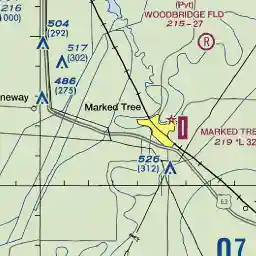 216
000)
504
(292)
517
(302)
486
(275)
neway
(Pvt)
WOODBRIDGE FLD
215 - 27
R
Marked Tree
MARKED TRE
219 *L 32
526
(312)
63
07